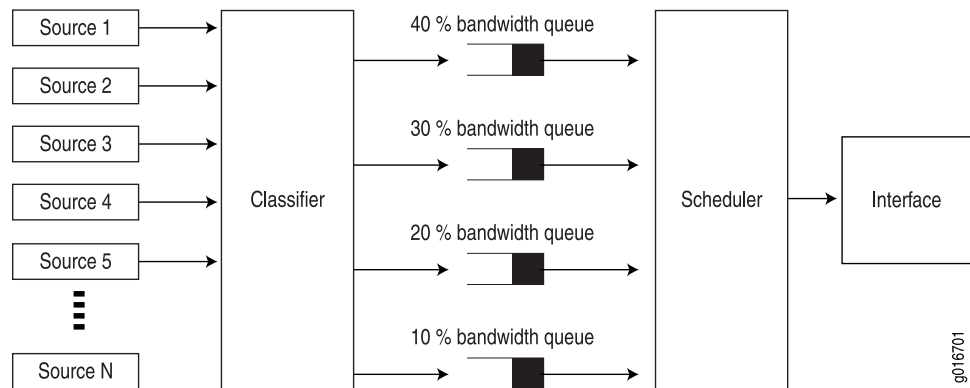 Source 1
Source 2
Source 3
Source 4
Source 5
Source N
Classifier
40 % bandwidth queue
30 % bandwidth queue
20 % bandwidth queue
10 % bandwidth queue
Scheduler
Interface
g016701